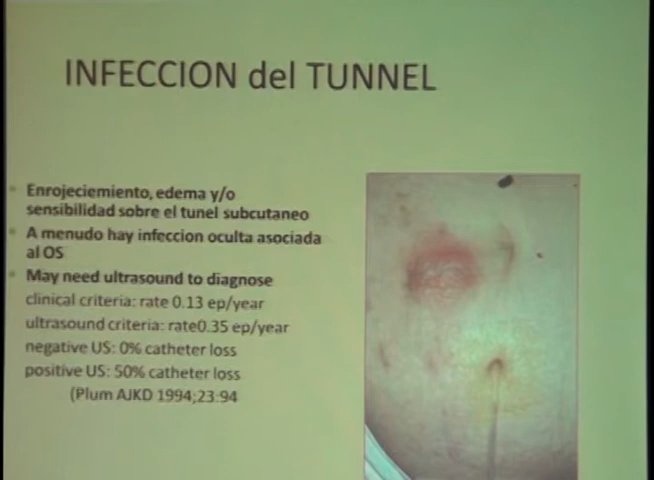 INFECCION del TUNNEL
Enrojeciemiento, edema y/o
sensibilidad sobre el tunel subcutaneo
A menudo hay infeccion oculta asociada
al OS
May need ultrasound to diagnose
clinical criteria: rate 0.13 ep/year
ultrasound criteria: rate0.35 ep/year
negative US: 0% catheter loss
positive US: 50% catheter loss
(Plum AJKD 1994;23:94